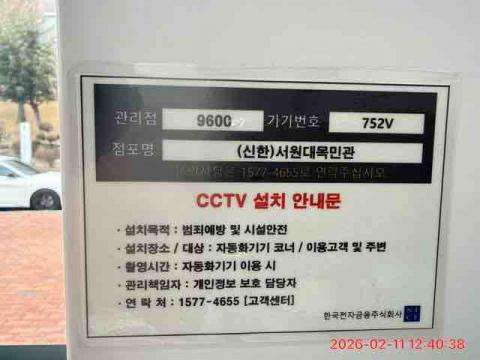 관리점 9600 기기번호 752V
점포명 (신한)서원대목민관
1577-4655로 연락주십시오
CCTV 설치 안내문
· 설치목적 : 범죄예방 및 시설안전
· 설치장소 / 대상 : 자동화기기 코너 / 이용고객 및 주변
· 촬영시간 : 자동화기기 이용 시
· 관리책임자 : 개인정보 보호 담당자
· 연 락 처 : 1577-4655 [고객센터]
한국전자금융주식회사
2026-02-11 12:40:38